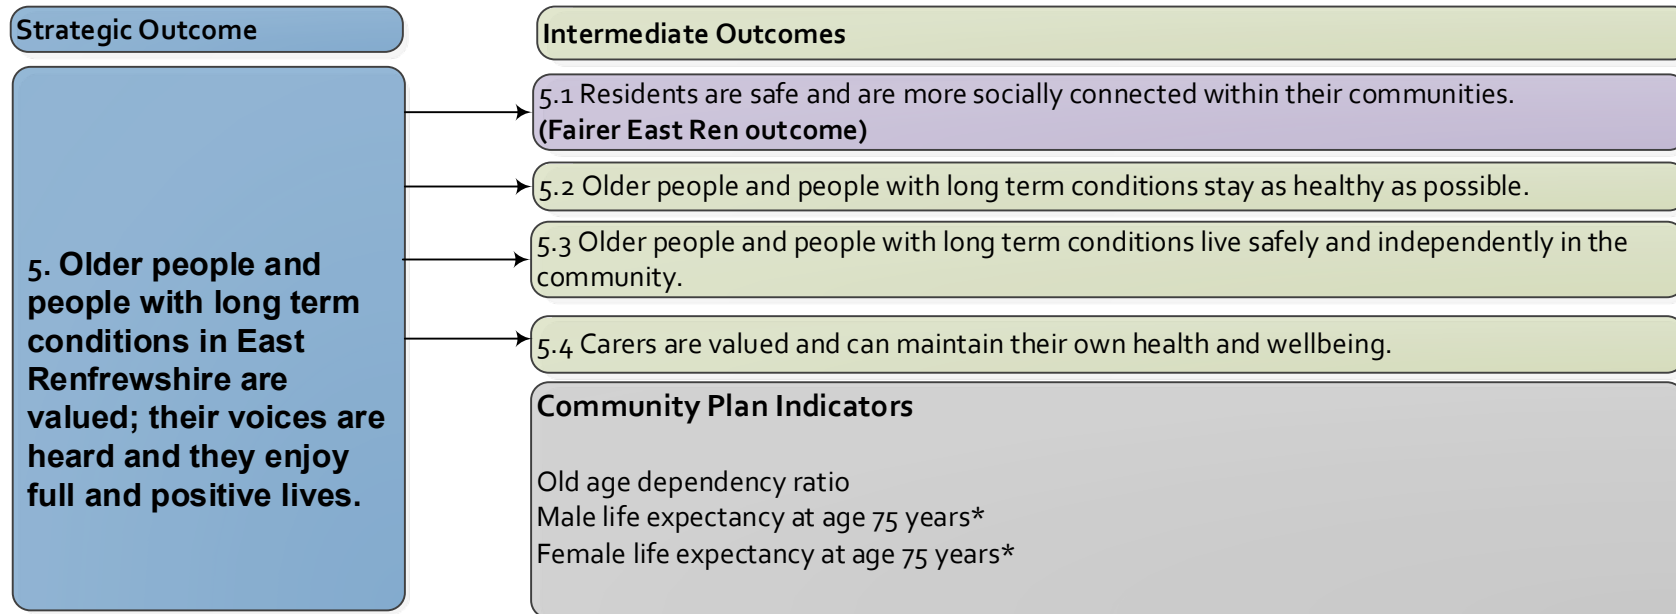 Strategic Outcome
5. Older people and
people with long term
conditions in East
Renfrewshire are
valued; their voices are
heard and they enjoy
full and positive lives.
Intermediate Outcomes
5.1 Residents are safe and are more socially connected within their communities.
(Fairer East Ren outcome)
5.2 Older people and people with long term conditions stay as healthy as possible.
5.3 Older people and people with long term conditions live safely and independently in the
community.
5.4 Carers are valued and can maintain their own health and wellbeing.
Community Plan Indicators
Old age dependency ratio
Male life expectancy at age 75 years*
Female life expectancy at age 75 years*